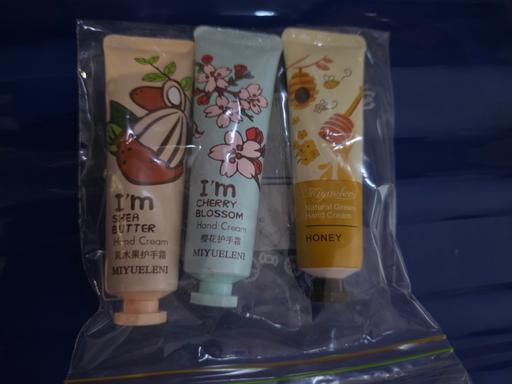 I'm
SHEA
BUTTER
Hand Cream
乳木果护手霜
MIYUELENI
I'm
CHERRY
BLOSSOM
Hand Cream
樱花护手霜
MIYUELENI
Natural Green
Hand Cream
HONEY